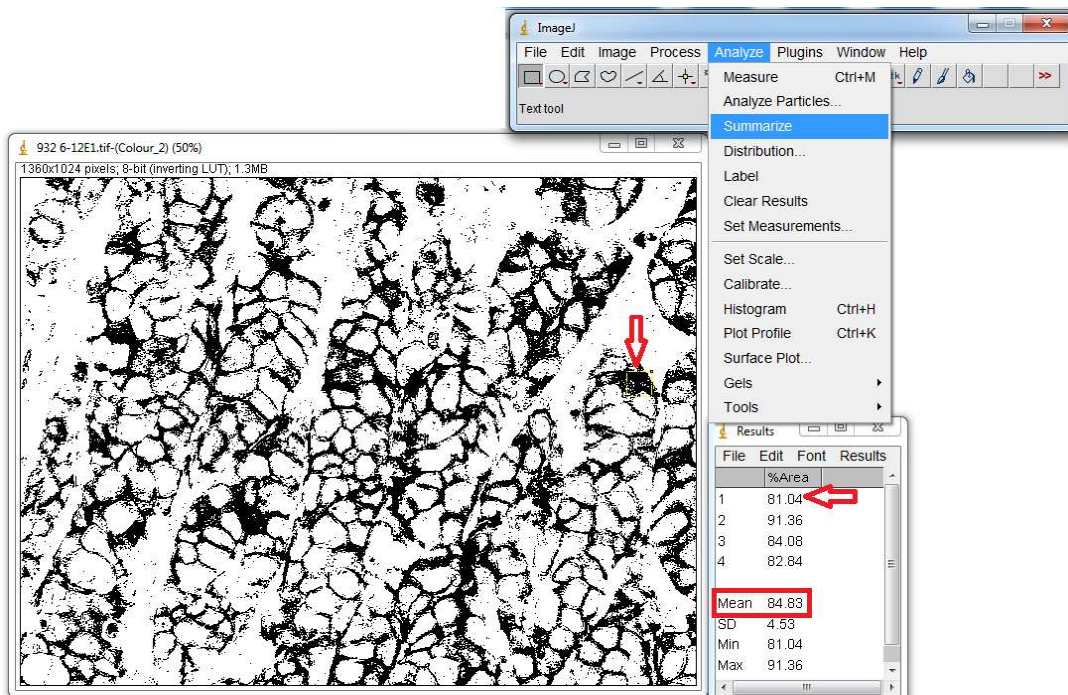 ImageJ
File Edit Image Process Analyze Plugins Window Help
Text tool
Measure Ctrl+M
Analyze Particles...
Summarize
Distribution...
Label
Clear Results
Set Measurements...
Set Scale...
Calibrate...
Histogram Ctrl+H
Plot Profile Ctrl+K
Surface Plot...
Gels
Tools
932 6-12E1.tif-(Colour_2) (50%)
1360x1024 pixels; 8-bit (inverting LUT); 1.3MB
Results
File Edit Font Results
%Area
1 81.04
2 91.36
3 84.08
4 82.84
Mean 84.83
SD 4.53
Min 81.04
Max 91.36